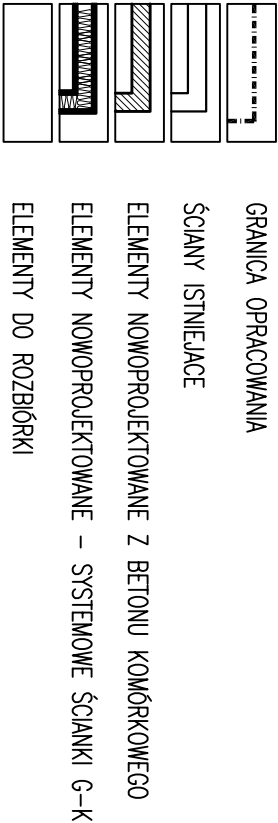 GRANICA OPRACOWANIA
ŚCIANY ISTNIEJACE
ELEMENTY NOWOPROJEKTOWANE Z BETONU KOMÓRKOWEGO
ELEMENTY NOWOPROJEKTOWANE – SYSTEMOWE ŚCIANKI G–K
ELEMENTY DO ROZBIÓRKI